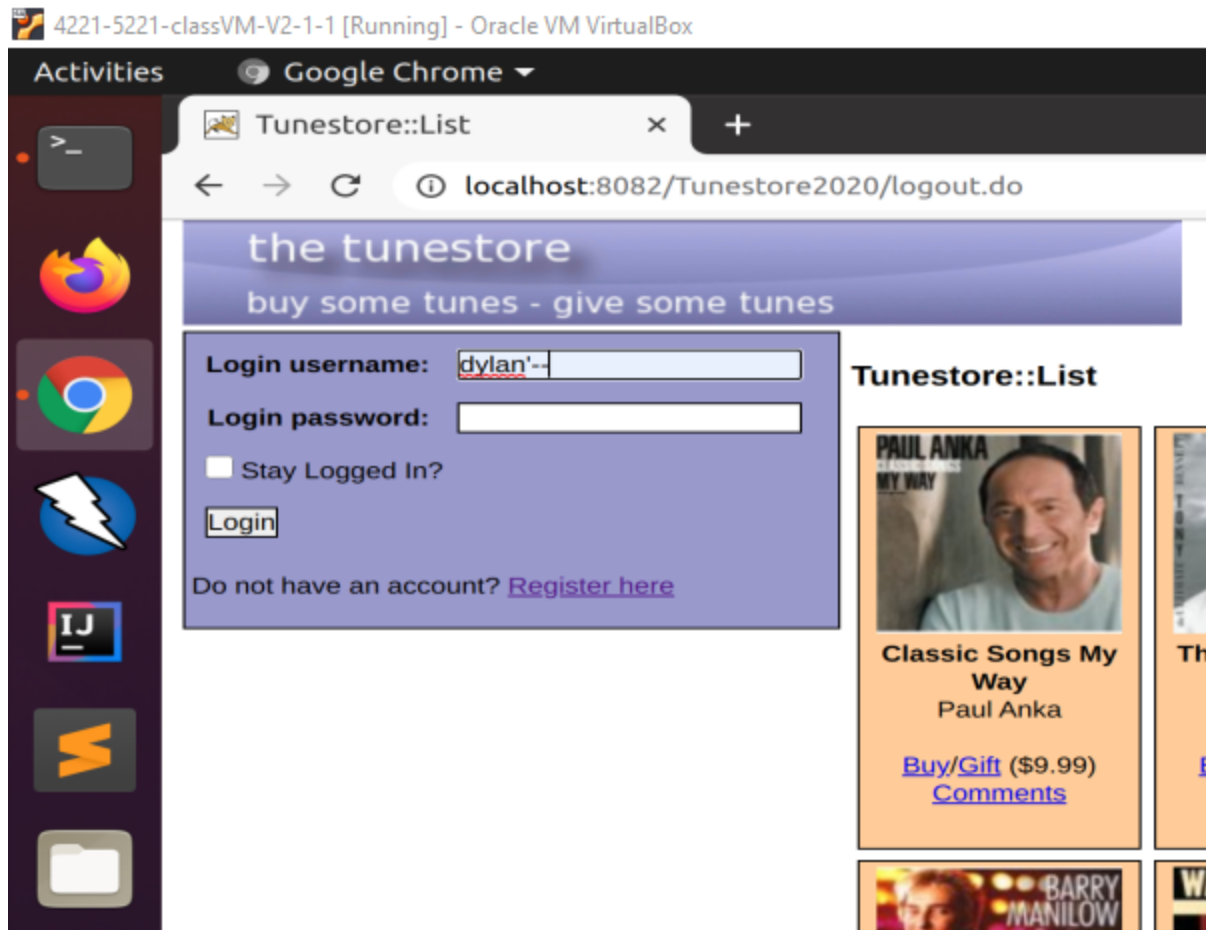 4221-5221-classVM-V2-1-1 [Running] - Oracle VM VirtualBox
Activities
Google Chrome
Tunestore::List
localhost:8082/Tunestore2020/logout.do
the tunestore
buy some tunes - give some tunes
Login username: dylan'--
Login password:
Stay Logged In?
Login
Do not have an account? Register here
Tunestore::List
PAUL ANKA
MY WAY
Classic Songs My
Way
Paul Anka
Buy/Gift ($9.99)
Comments
Th
BARRY
MANILOW
IJ